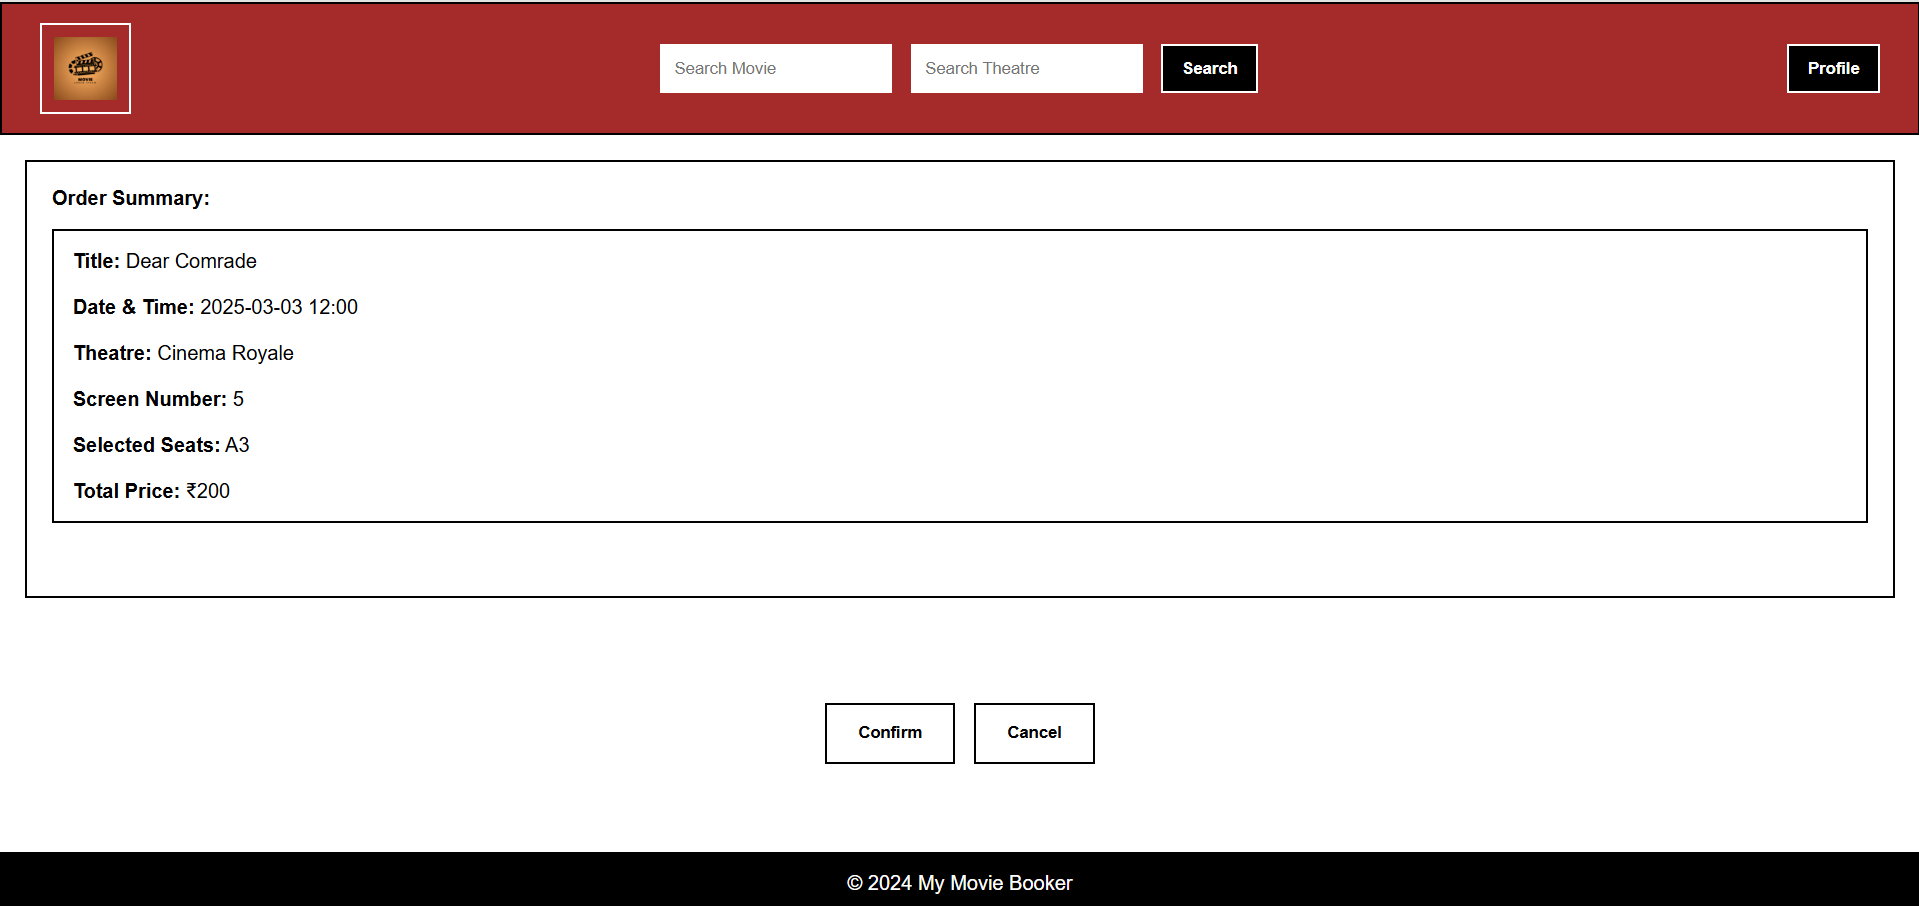 MOVIE
Search Movie
Search Theatre
Search
Profile
Order Summary:
Title: Dear Comrade
Date & Time: 2025-03-03 12:00
Theatre: Cinema Royale
Screen Number: 5
Selected Seats: A3
Total Price: ₹200
Confirm
Cancel
© 2024 My Movie Booker